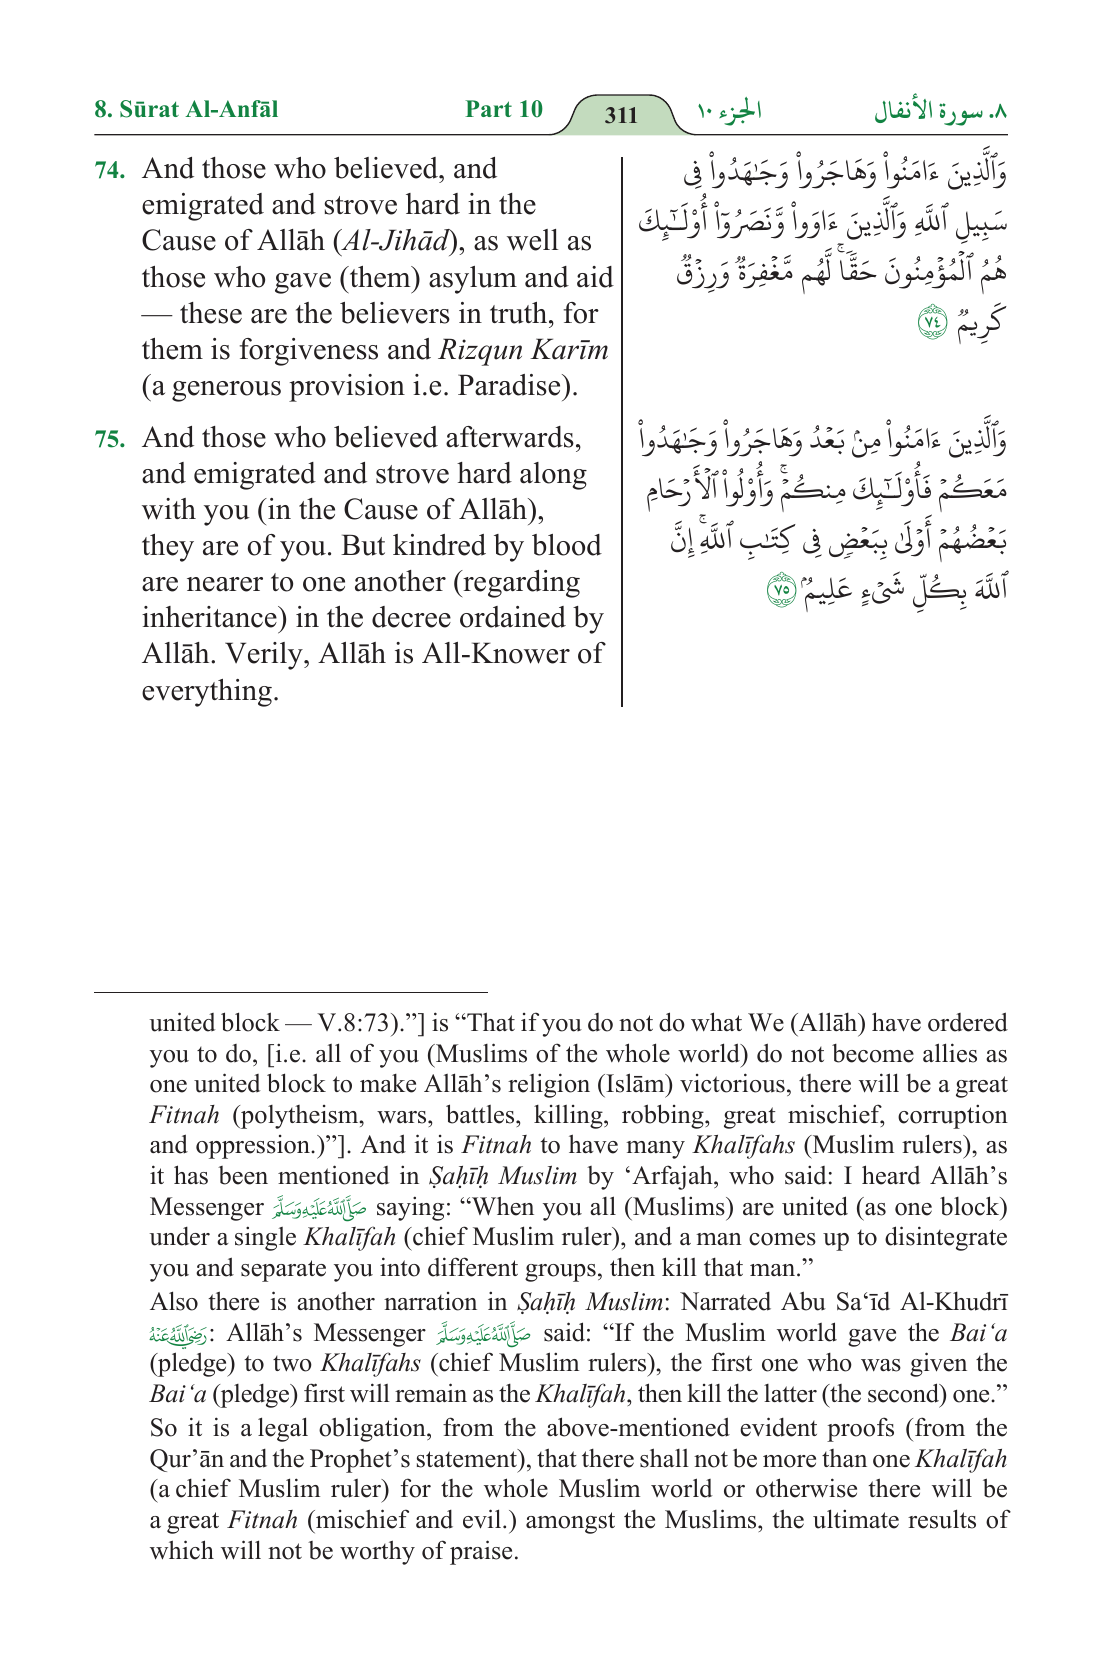 8. Sūrat Al-Anfāl Part 10 311 الجزء ١٠ ٨. سورة الأنفال
74. And those who believed, and
emigrated and strove hard in the
Cause of Allāh (Al-Jihād), as well as
those who gave (them) asylum and aid
— these are the believers in truth, for
them is forgiveness and Rizqun Karīm
(a generous provision i.e. Paradise).
وَٱلَّذِينَ ءَامَنُوا۟ وَهَاجَرُوا۟ وَجَـٰهَدُوا۟ فِى
سَبِيلِ ٱللَّهِ وَٱلَّذِينَ ءَاوَوا۟ وَّنَصَرُوٓا۟ أُو۟لَـٰٓئِكَ
هُمُ ٱلْمُؤْمِنُونَ حَقًّا ۚ لَّهُم مَّغْفِرَةٌ وَرِزْقٌ
كَرِيمٌ ٧٤
75. And those who believed afterwards,
and emigrated and strove hard along
with you (in the Cause of Allāh),
they are of you. But kindred by blood
are nearer to one another (regarding
inheritance) in the decree ordained by
Allāh. Verily, Allāh is All-Knower of
everything.
وَٱلَّذِينَ ءَامَنُوا۟ مِنۢ بَعْدُ وَهَاجَرُوا۟ وَجَـٰهَدُوا۟
مَعَكُمْ فَأُو۟لَـٰٓئِكَ مِنكُمْ ۚ وَأُو۟لُوا۟ ٱلْأَرْحَامِ
بَعْضُهُمْ أَوْلَىٰ بِبَعْضٍ فِى كِتَـٰبِ ٱللَّهِ ۗ إِنَّ
ٱللَّهَ بِكُلِّ شَىْءٍ عَلِيمٌۢ ٧٥
united block — V.8:73).”] is “That if you do not do what We (Allāh) have ordered
you to do, [i.e. all of you (Muslims of the whole world) do not become allies as
one united block to make Allāh’s religion (Islām) victorious, there will be a great
Fitnah (polytheism, wars, battles, killing, robbing, great mischief, corruption
and oppression.)”]. And it is Fitnah to have many Khalīfahs (Muslim rulers), as
it has been mentioned in Ṣaḥīḥ Muslim by ‘Arfajah, who said: I heard Allāh’s
Messenger صَلَّى ٱللَّهُ عَلَيْهِ وَسَلَّمَ saying: “When you all (Muslims) are united (as one block)
under a single Khalīfah (chief Muslim ruler), and a man comes up to disintegrate
you and separate you into different groups, then kill that man.”
Also there is another narration in Ṣaḥīḥ Muslim: Narrated Abu Sa‘īd Al-Khudrī
رَضِيَ ٱللَّهُ عَنْهُ: Allāh’s Messenger صَلَّى ٱللَّهُ عَلَيْهِ وَسَلَّمَ said: “If the Muslim world gave the Bai‘a
(pledge) to two Khalīfahs (chief Muslim rulers), the first one who was given the
Bai‘a (pledge) first will remain as the Khalīfah, then kill the latter (the second) one.”
So it is a legal obligation, from the above-mentioned evident proofs (from the
Qur’ān and the Prophet’s statement), that there shall not be more than one Khalīfah
(a chief Muslim ruler) for the whole Muslim world or otherwise there will be
a great Fitnah (mischief and evil.) amongst the Muslims, the ultimate results of
which will not be worthy of praise.